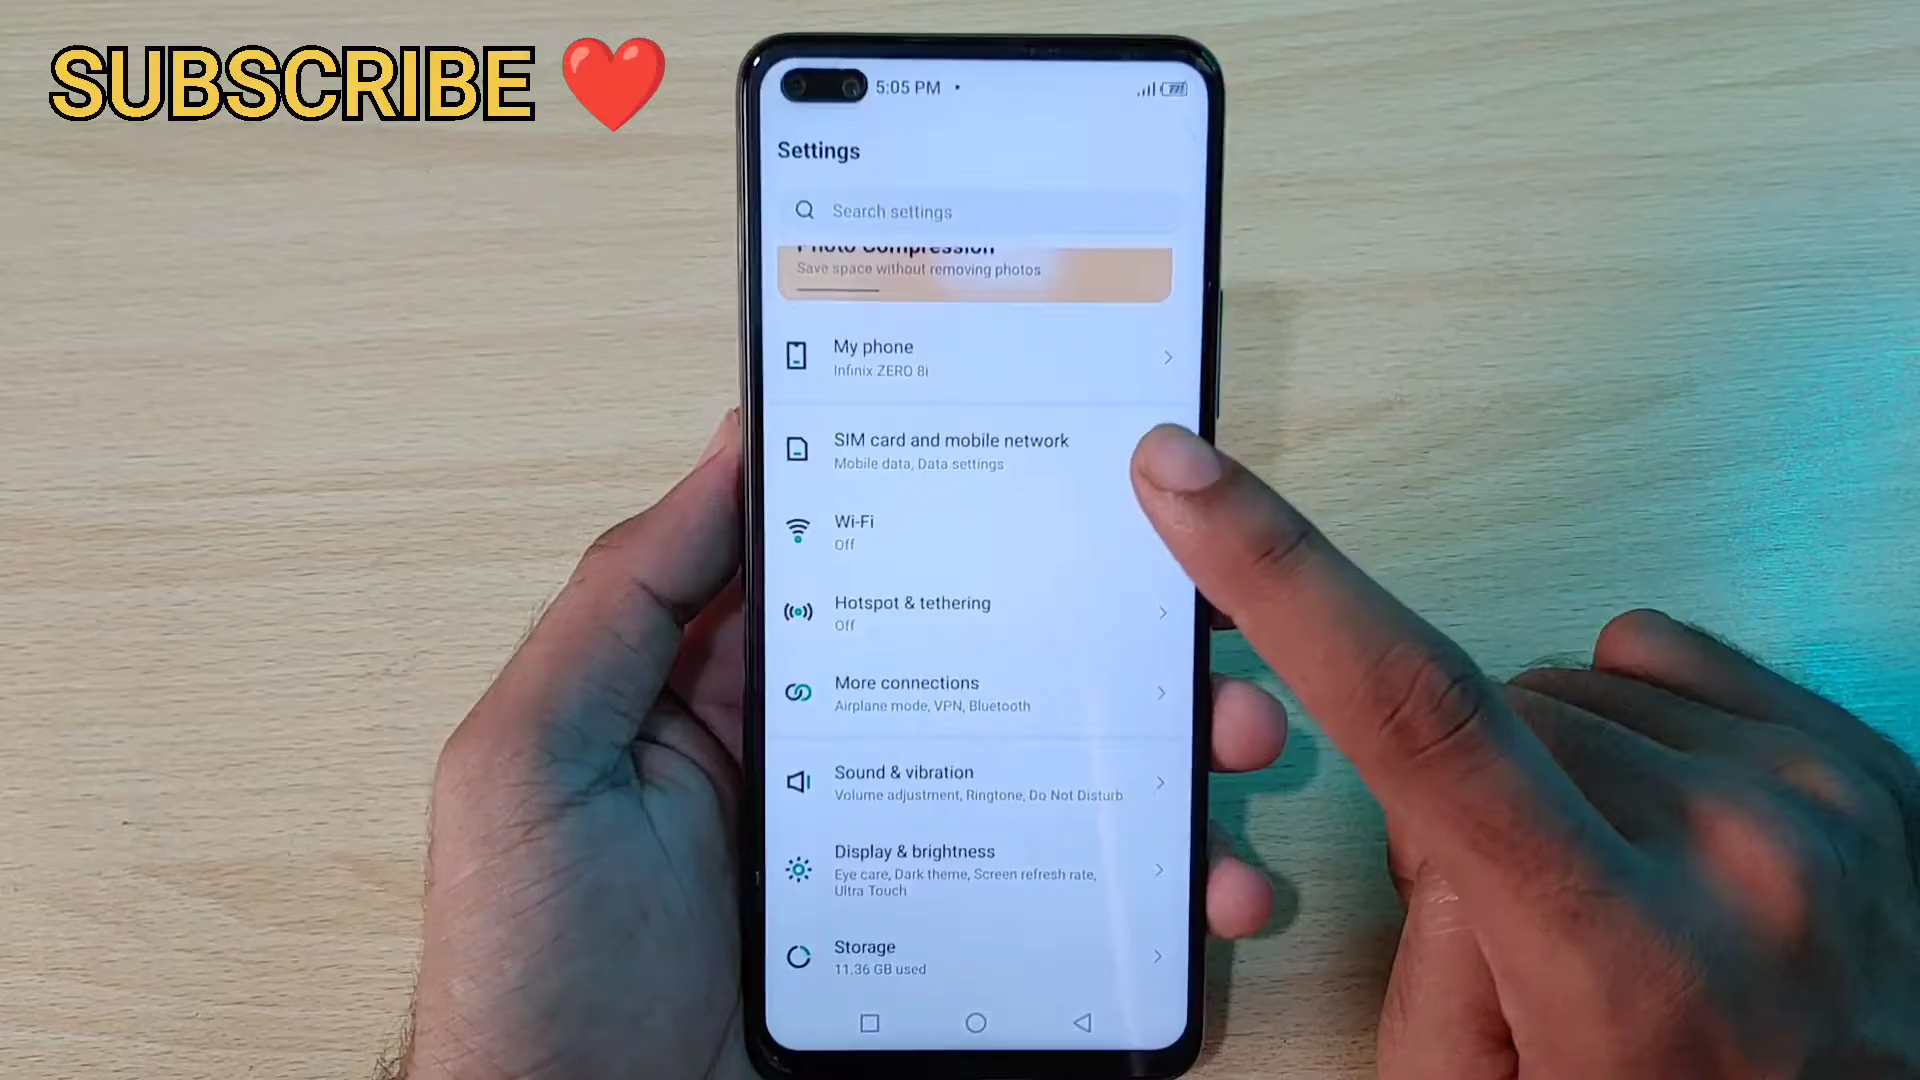 SUBSCRIBE ❤️
5:05 PM
Settings
Search settings
Photo Compression
Save space without removing photos
My phone
Infinix ZERO 8i
SIM card and mobile network
Mobile data, Data settings
Wi-Fi
Off
Hotspot & tethering
Off
More connections
Airplane mode, VPN, Bluetooth
Sound & vibration
Volume adjustment, Ringtone, Do Not Disturb
Display & brightness
Eye care, Dark theme, Screen refresh rate,
Ultra Touch
Storage
11.36 GB used